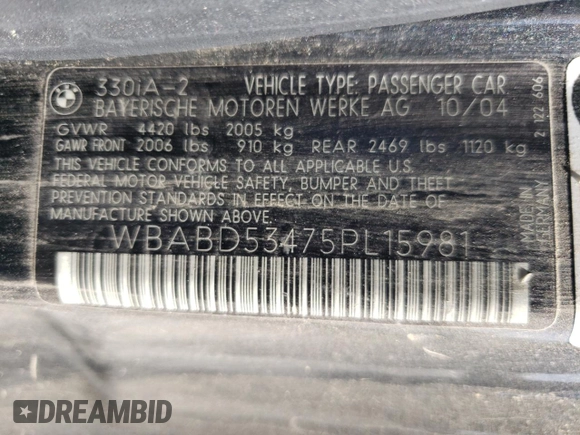 330iA-2 VEHICLE TYPE: PASSENGER CAR
BAYERISCHE MOTOREN WERKE AG 10/04
GVWR 4420 lbs 2005 kg
GAWR FRONT 2006 lbs 910 kg REAR 2469 lbs 1120 kg
THIS VEHICLE CONFORMS TO ALL APPLICABLE U.S.
FEDERAL MOTOR VEHICLE SAFETY, BUMPER AND THEFT
PREVENTION STANDARDS IN EFFECT ON THE DATE OF
MANUFACTURE SHOWN ABOVE.
WBABD53475PL15981
2 122 606
MADE IN
GERMANY
DREAMBID